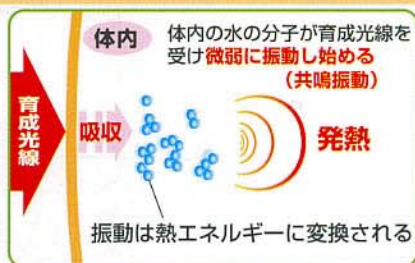 体内
体内の水の分子が育成光線を
受け微弱に振動し始める
(共鳴振動)
育成光線
吸収
発熱
振動は熱エネルギーに変換される